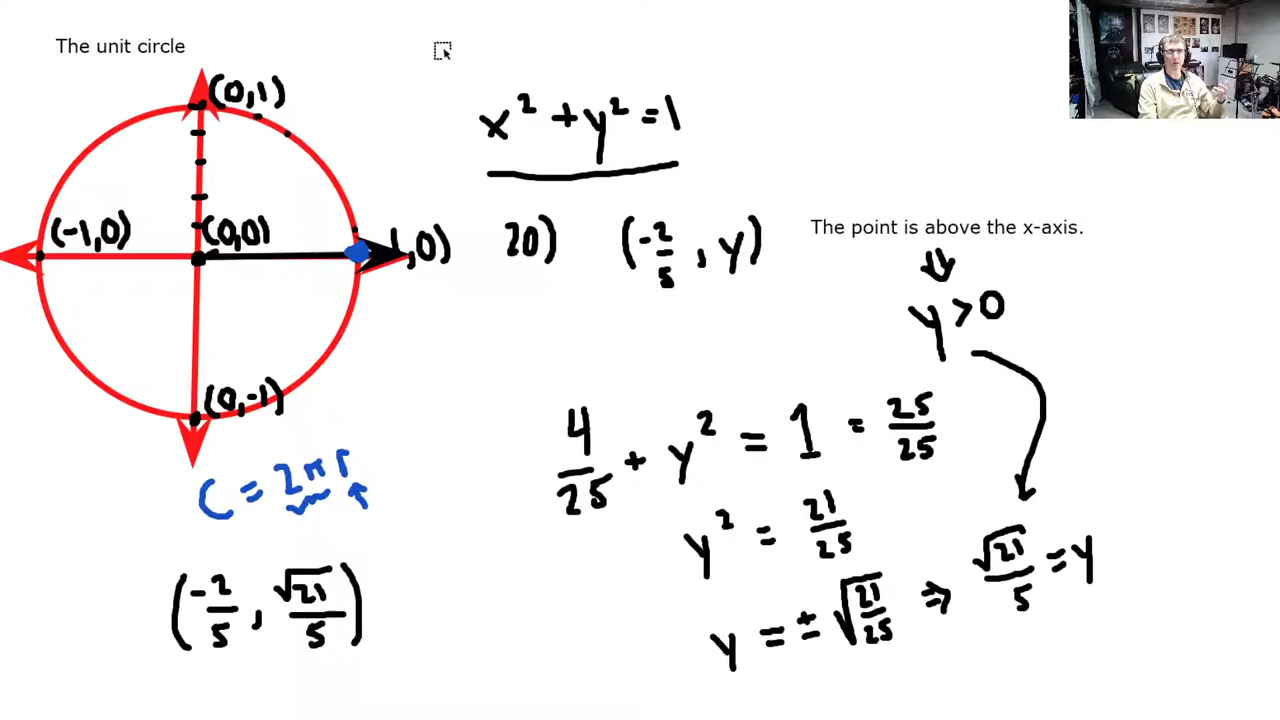 The unit circle
(0,1)
x² + y² = 1
(-1,0)
(0,0)
1,0)
20) (-2/5, y)
The point is above the x-axis.
⇓
y > 0
(0,-1)
4/25 + y² = 1 = 25/25
C = 2πr
y² = 21/25
(-2/5, √21/5)
y = ±√(21/25) ⇒ √21/5 = y